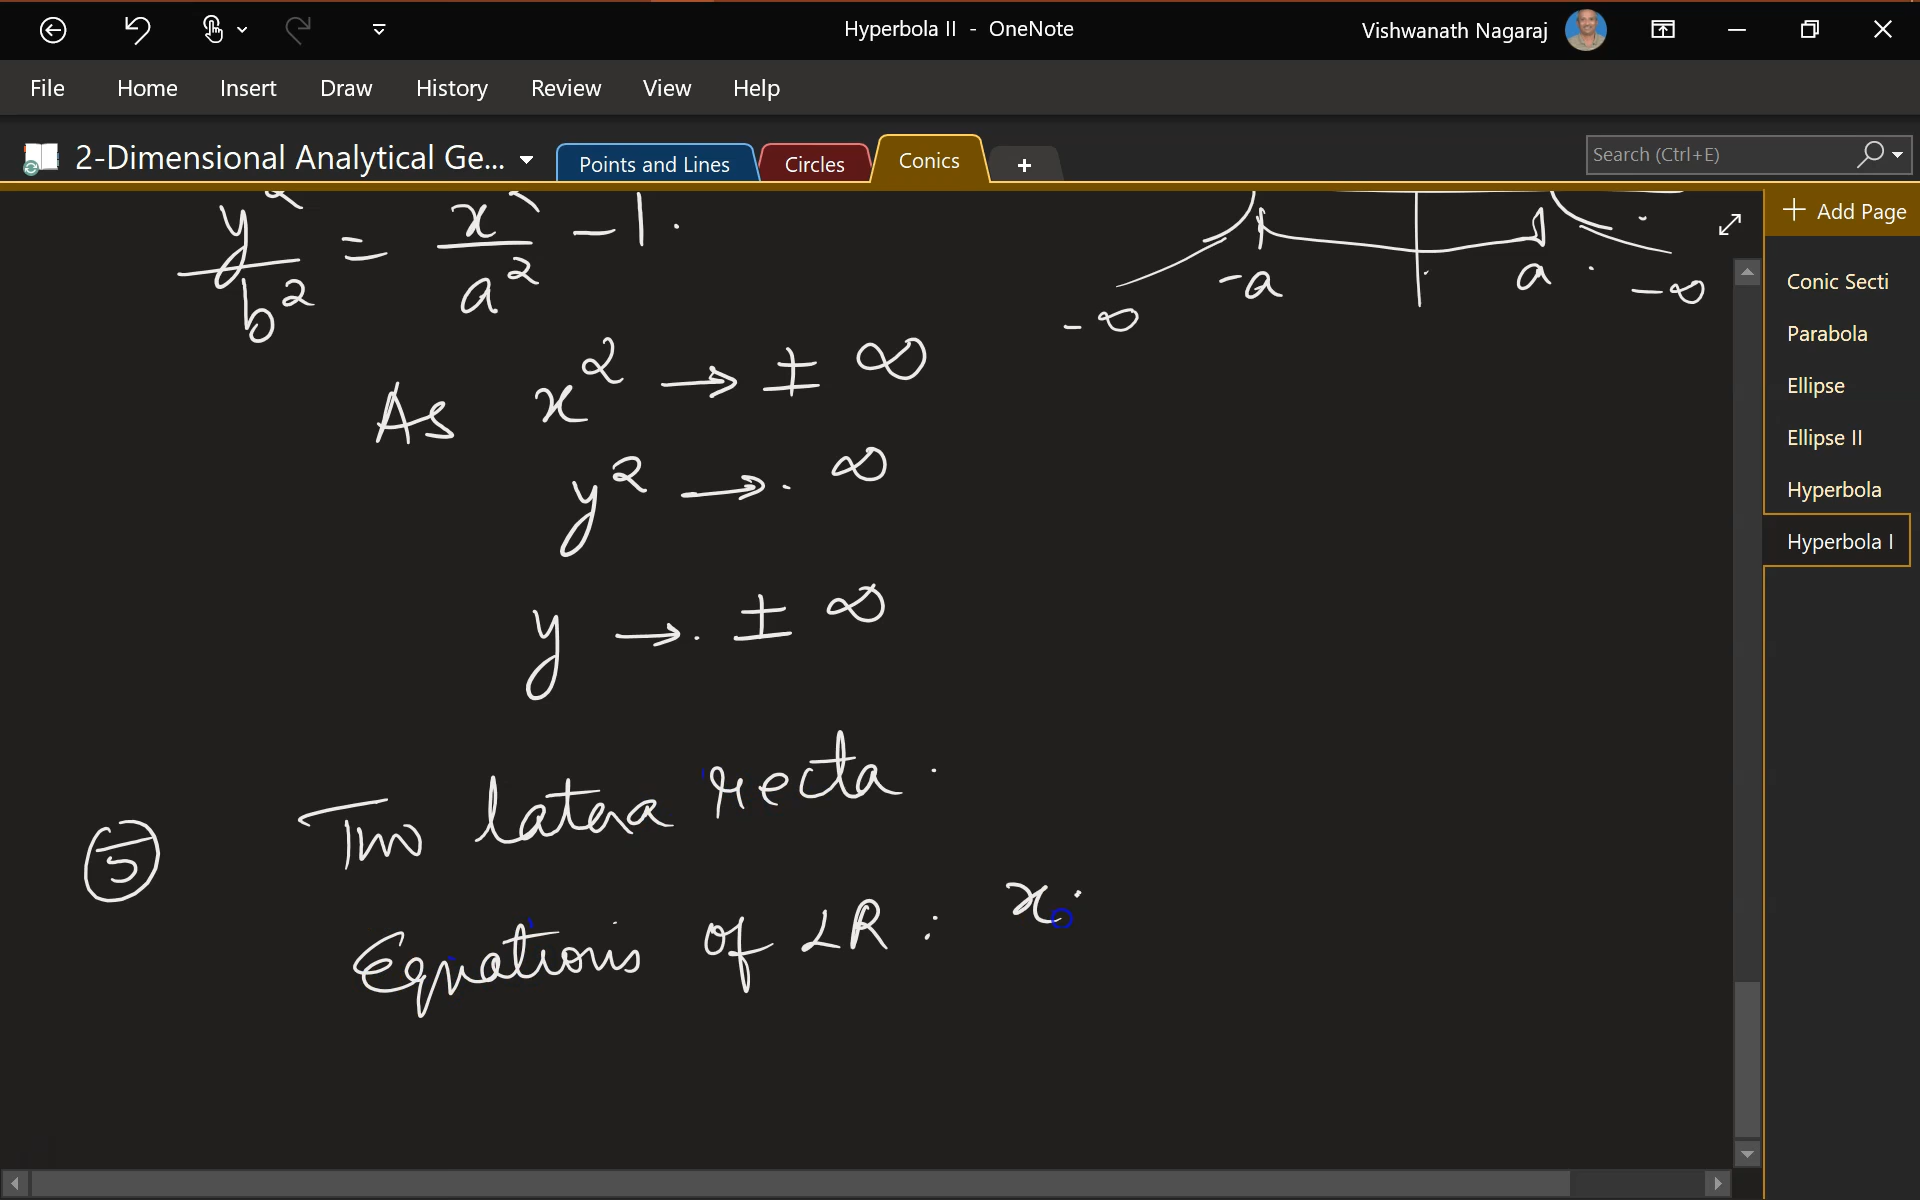 Hyperbola II - OneNote
Vishwanath Nagaraj
File Home Insert Draw History Review View Help
2-Dimensional Analytical Ge...
Points and Lines
Circles
Conics
+
Search (Ctrl+E)
+ Add Page
Conic Secti
Parabola
Ellipse
Ellipse II
Hyperbola
Hyperbola I
y²/b² = x²/a² - 1.
-a a
-∞ -∞
As x² → ± ∞
y² → ∞
y → ± ∞
⑤ Two latera recta.
Equations of LR : x